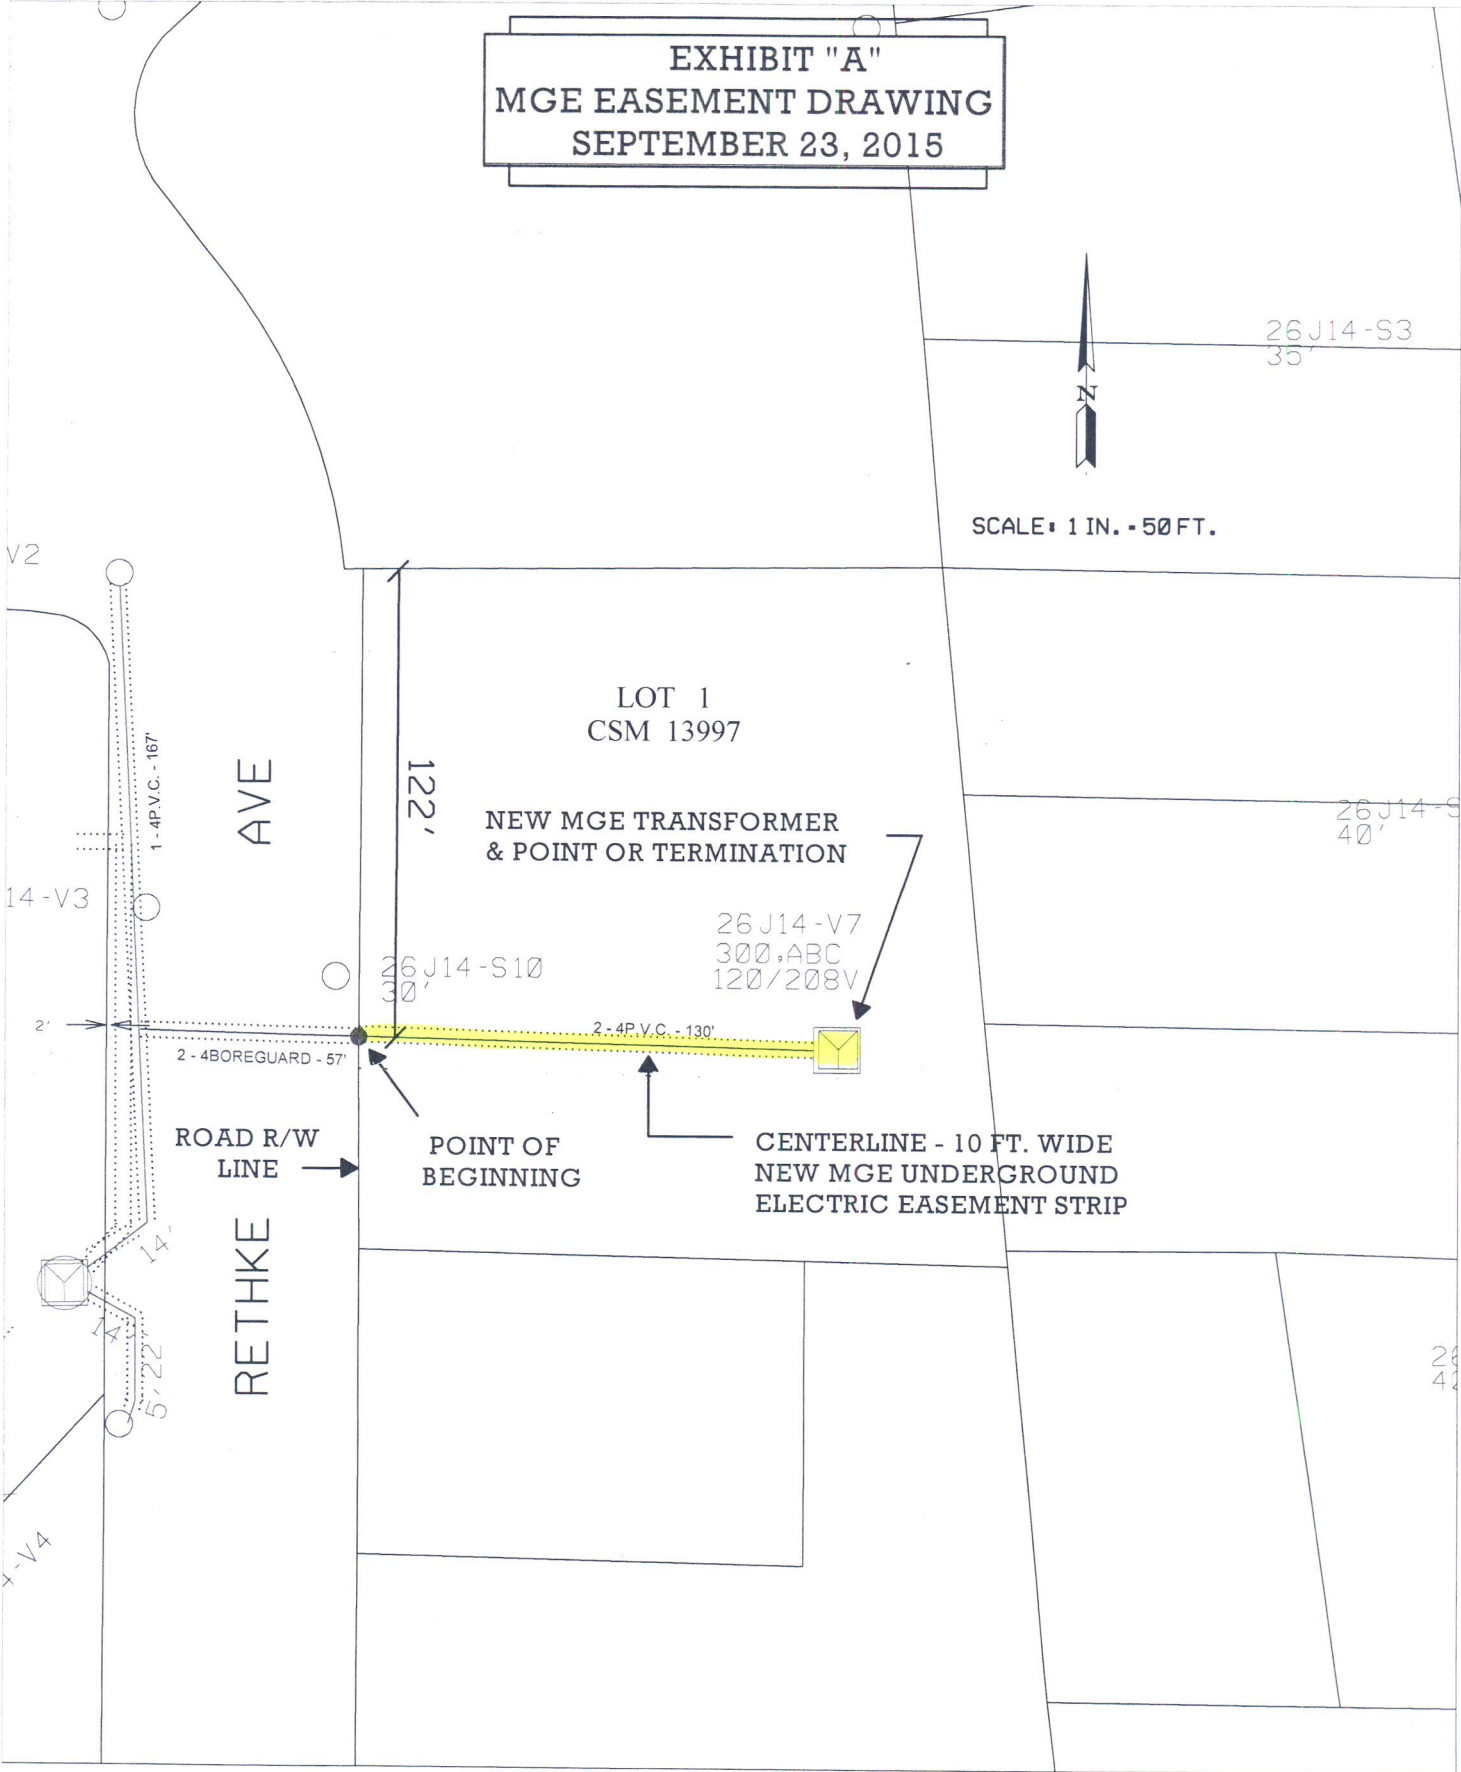 EXHIBIT "A"
MGE EASEMENT DRAWING
SEPTEMBER 23, 2015
26J14-S3
35'
N
SCALE: 1 IN. = 50 FT.
V2
LOT 1
CSM 13997
1 - 4P.V.C. - 167'
AVE
122'
NEW MGE TRANSFORMER
& POINT OR TERMINATION
26J14-S
40'
14-V3
26J14-V7
300,ABC
120/208V
26J14-S10
30'
2'
2 - 4P.V.C. - 130'
2 - 4BOREGUARD - 57'
ROAD R/W
LINE
POINT OF
BEGINNING
CENTERLINE - 10 FT. WIDE
NEW MGE UNDERGROUND
ELECTRIC EASEMENT STRIP
RETHKE
14'
14'
22'
5'
-V4